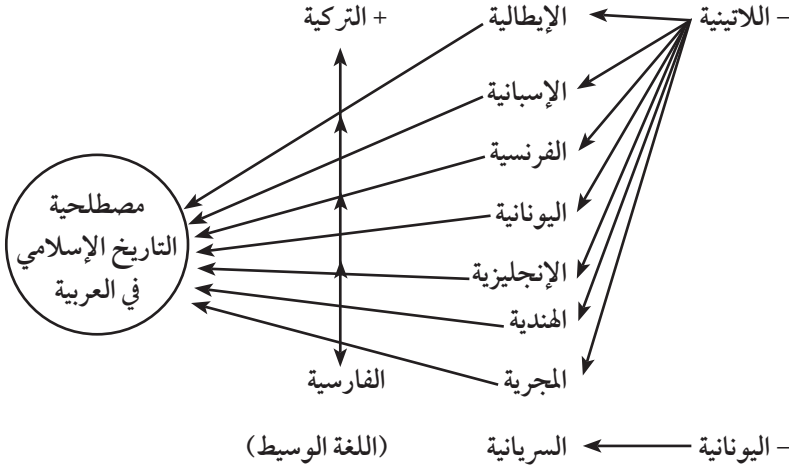 – اللاتينية
الإيطالية
+ التركية
الإسبانية
الفرنسية
اليونانية
الإنجليزية
الهندية
المجرية
الفارسية
مصطلحية
التاريخ الإسلامي
في العربية
– اليونانية
السريانية
(اللغة الوسيط)